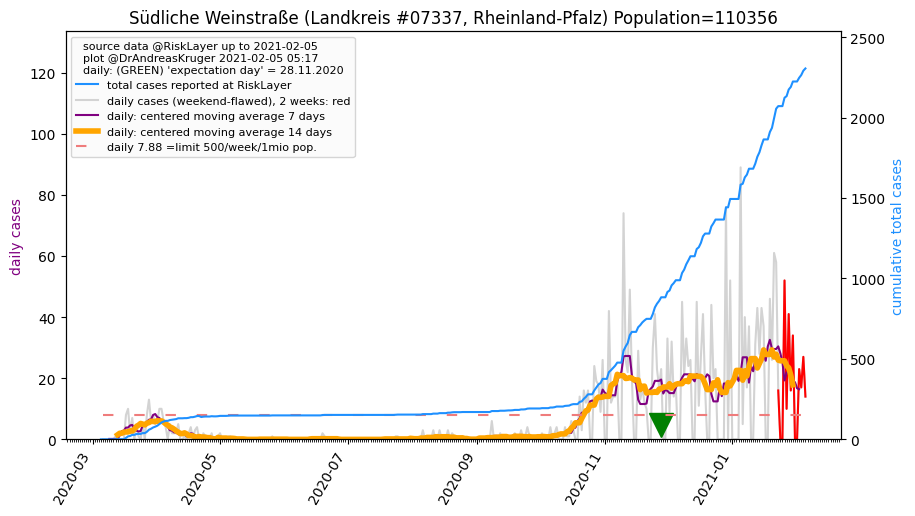 Südliche Weinstraße (Landkreis #07337, Rheinland-Pfalz) Population=110356
source data @RiskLayer up to 2021-02-05
plot @DrAndreasKruger 2021-02-05 05:17
daily: (GREEN) 'expectation day' = 28.11.2020
total cases reported at RiskLayer
daily cases (weekend-flawed), 2 weeks: red
daily: centered moving average 7 days
daily: centered moving average 14 days
daily 7.88 =limit 500/week/1mio pop.
daily cases
120
100
80
60
40
20
0
cumulative total cases
2500
2000
1500
1000
500
0
2020-03
2020-05
2020-07
2020-09
2020-11
2021-01